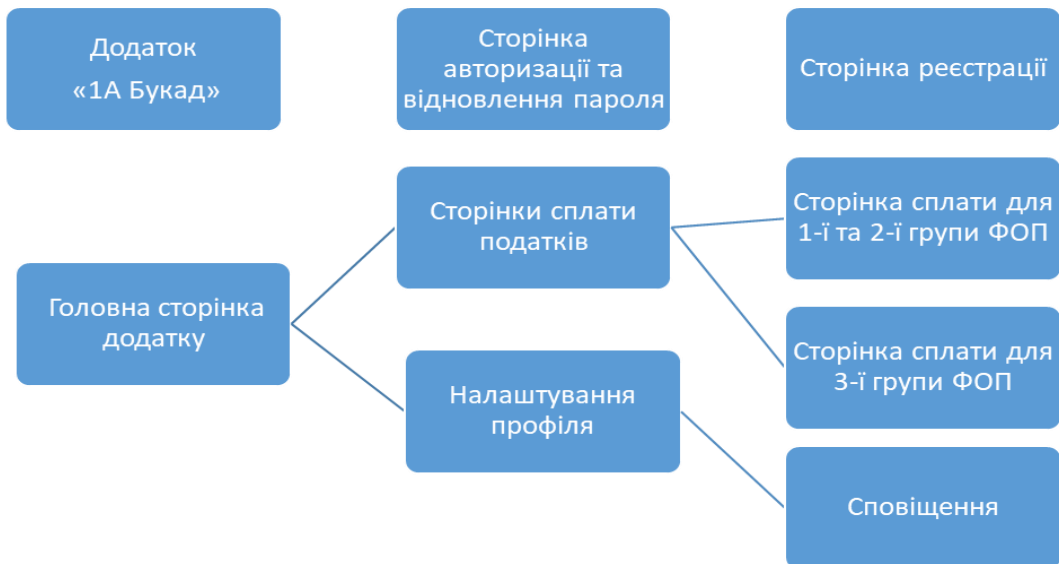 Додаток
«1А Букад»
Сторінка
авторизації та
відновлення пароля
Сторінка реєстрації
Сторінки сплати
податків
Сторінка сплати для
1-ї та 2-ї групи ФОП
Головна сторінка
додатку
Сторінка сплати для
3-ї групи ФОП
Налаштування
профіля
Сповіщення